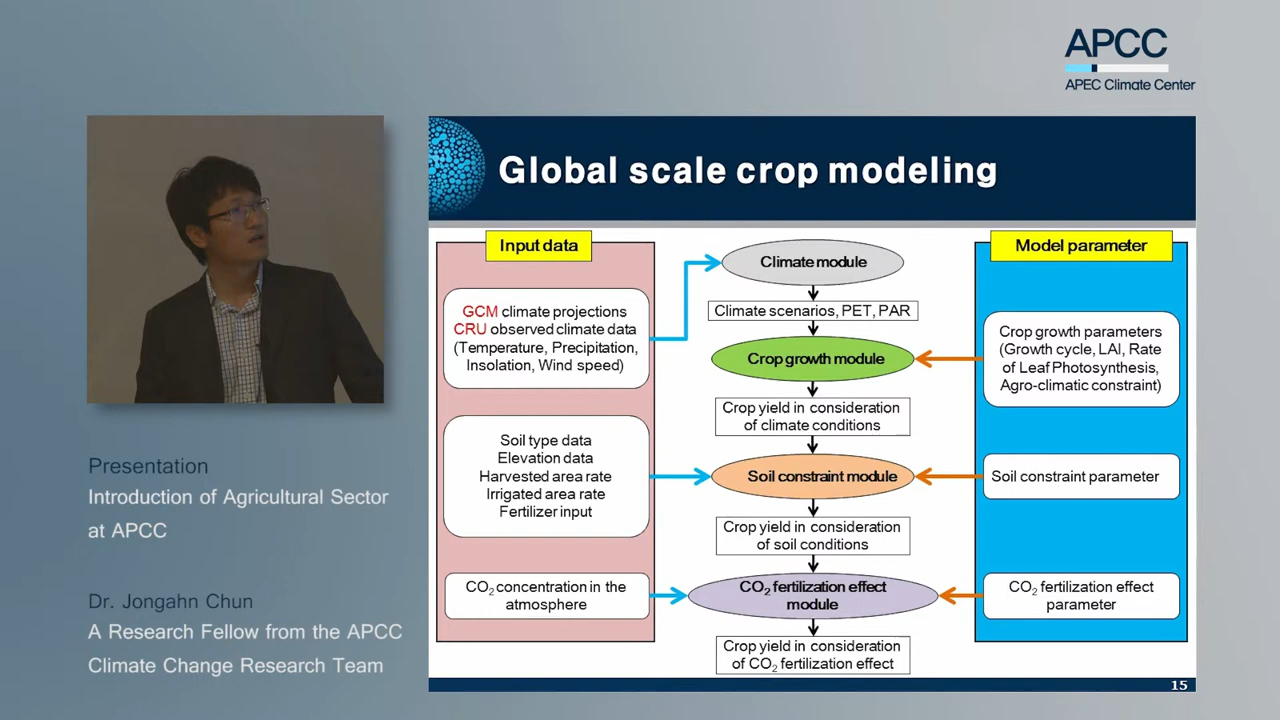 APCC
APEC Climate Center
Global scale crop modeling
Input data
GCM climate projections
CRU observed climate data
(Temperature, Precipitation,
Insolation, Wind speed)
Soil type data
Elevation data
Harvested area rate
Irrigated area rate
Fertilizer input
CO₂ concentration in the
atmosphere
Climate module
Climate scenarios, PET, PAR
Crop growth module
Crop yield in consideration
of climate conditions
Soil constraint module
Crop yield in consideration
of soil conditions
CO₂ fertilization effect
module
Crop yield in consideration
of CO₂ fertilization effect
Model parameter
Crop growth parameters
(Growth cycle, LAI, Rate
of Leaf Photosynthesis,
Agro-climatic constraint)
Soil constraint parameter
CO₂ fertilization effect
parameter
15
Presentation
Introduction of Agricultural Sector
at APCC
Dr. Jongahn Chun
A Research Fellow from the APCC
Climate Change Research Team